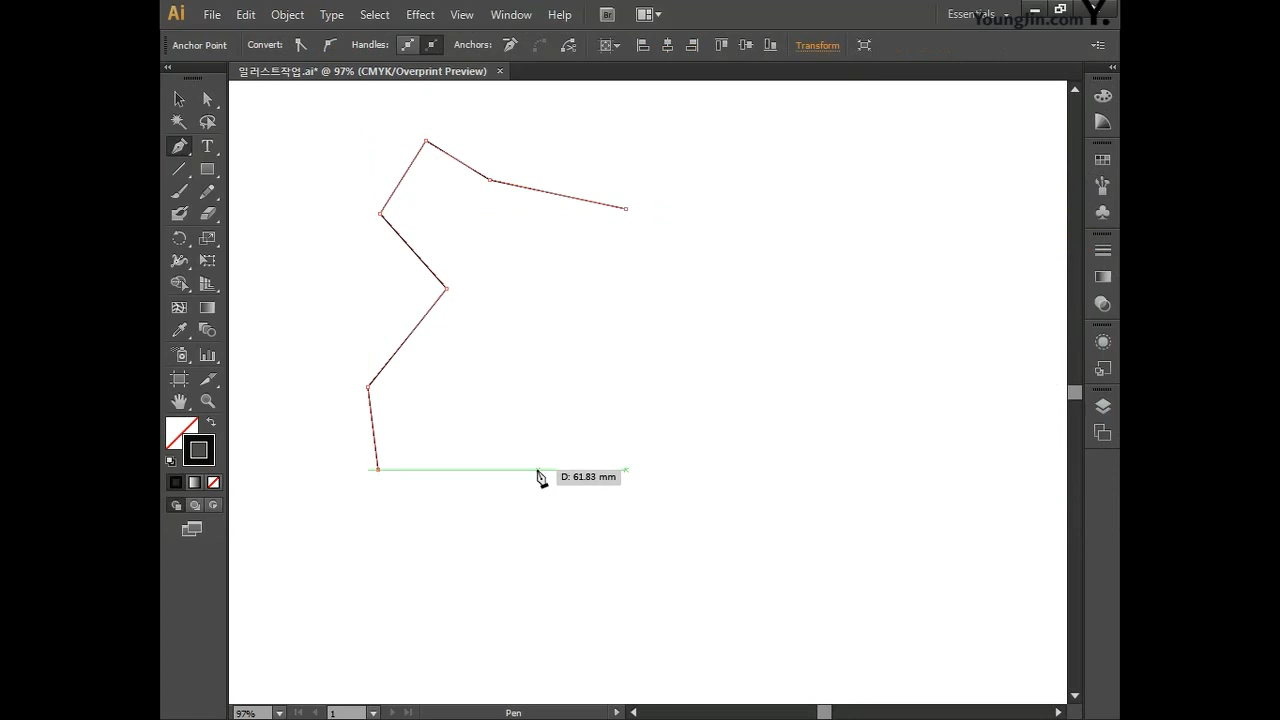 Ai File Edit Object Type Select Effect View Window Help Br Essentials
YoungJin.com Y.
Anchor Point Convert: Handles: Anchors: Transform
일러스트작업.ai* @ 97% (CMYK/Overprint Preview) ×
T
D: 61.83 mm
97% 1 Pen